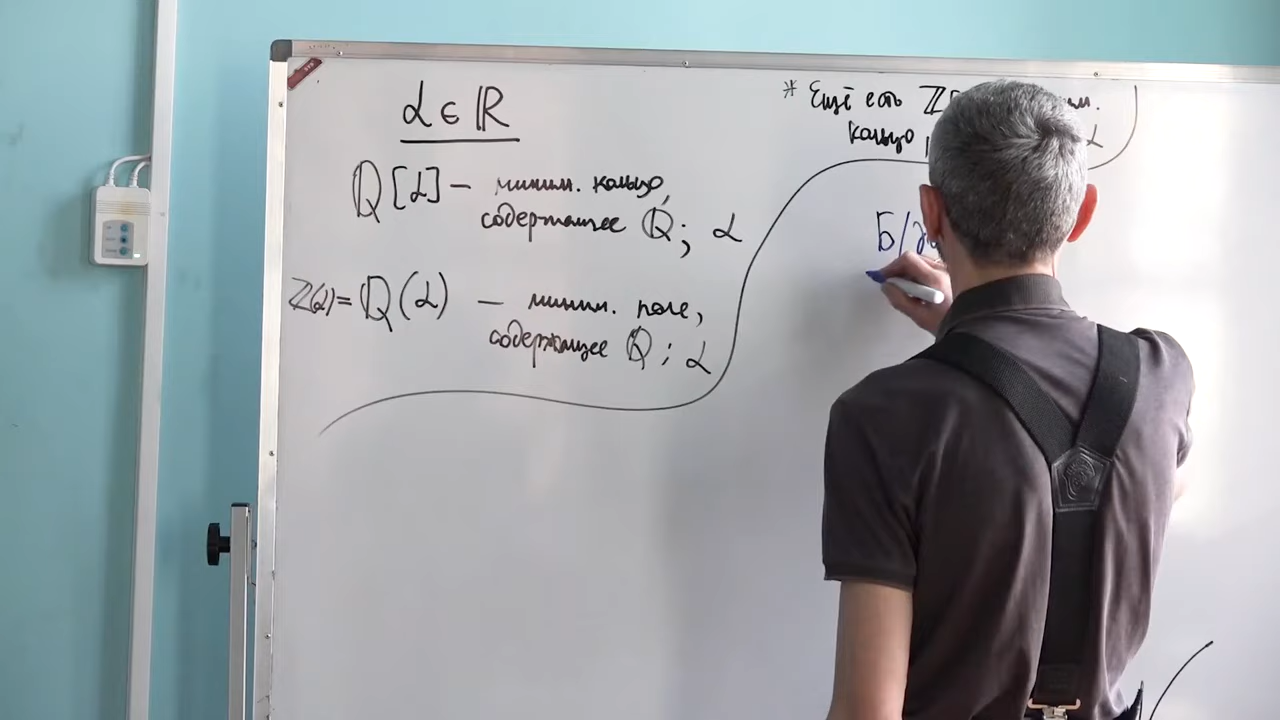 α ∈ ℝ
ℚ[α] — миним. кольцо,
содержащее ℚ; α
ℤ(α) = ℚ(α) — миним. поле,
содержащее ℚ; α
* Ещё есть ℤ
кольцо α
Б/д